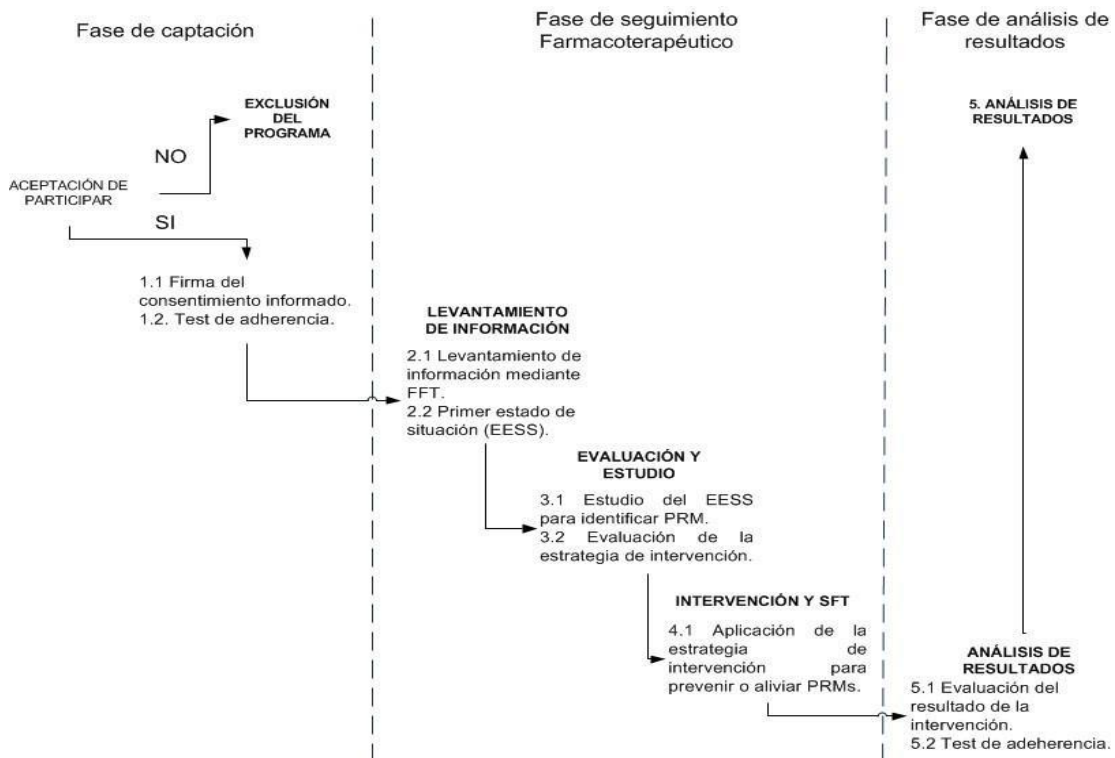 Fase de captación
Fase de seguimiento
Farmacoterapéutico
Fase de análisis de
resultados
EXCLUSIÓN
DEL
PROGRAMA
NO
ACEPTACIÓN DE
PARTICIPAR
SI
1.1 Firma del
consentimiento informado.
1.2. Test de adherencia.
LEVANTAMIENTO
DE INFORMACIÓN
2.1 Levantamiento de
información mediante
FFT.
2.2 Primer estado de
situación (EESS).
EVALUACIÓN Y
ESTUDIO
3.1 Estudio del EESS
para identificar PRM.
3.2 Evaluación de la
estrategia de intervención.
INTERVENCIÓN Y SFT
4.1 Aplicación de la
estrategia de
intervención para
prevenir o aliviar PRMs.
5. ANÁLISIS DE
RESULTADOS
ANÁLISIS DE
RESULTADOS
5.1 Evaluación del
resultado de la
intervención.
5.2 Test de adeherencia.